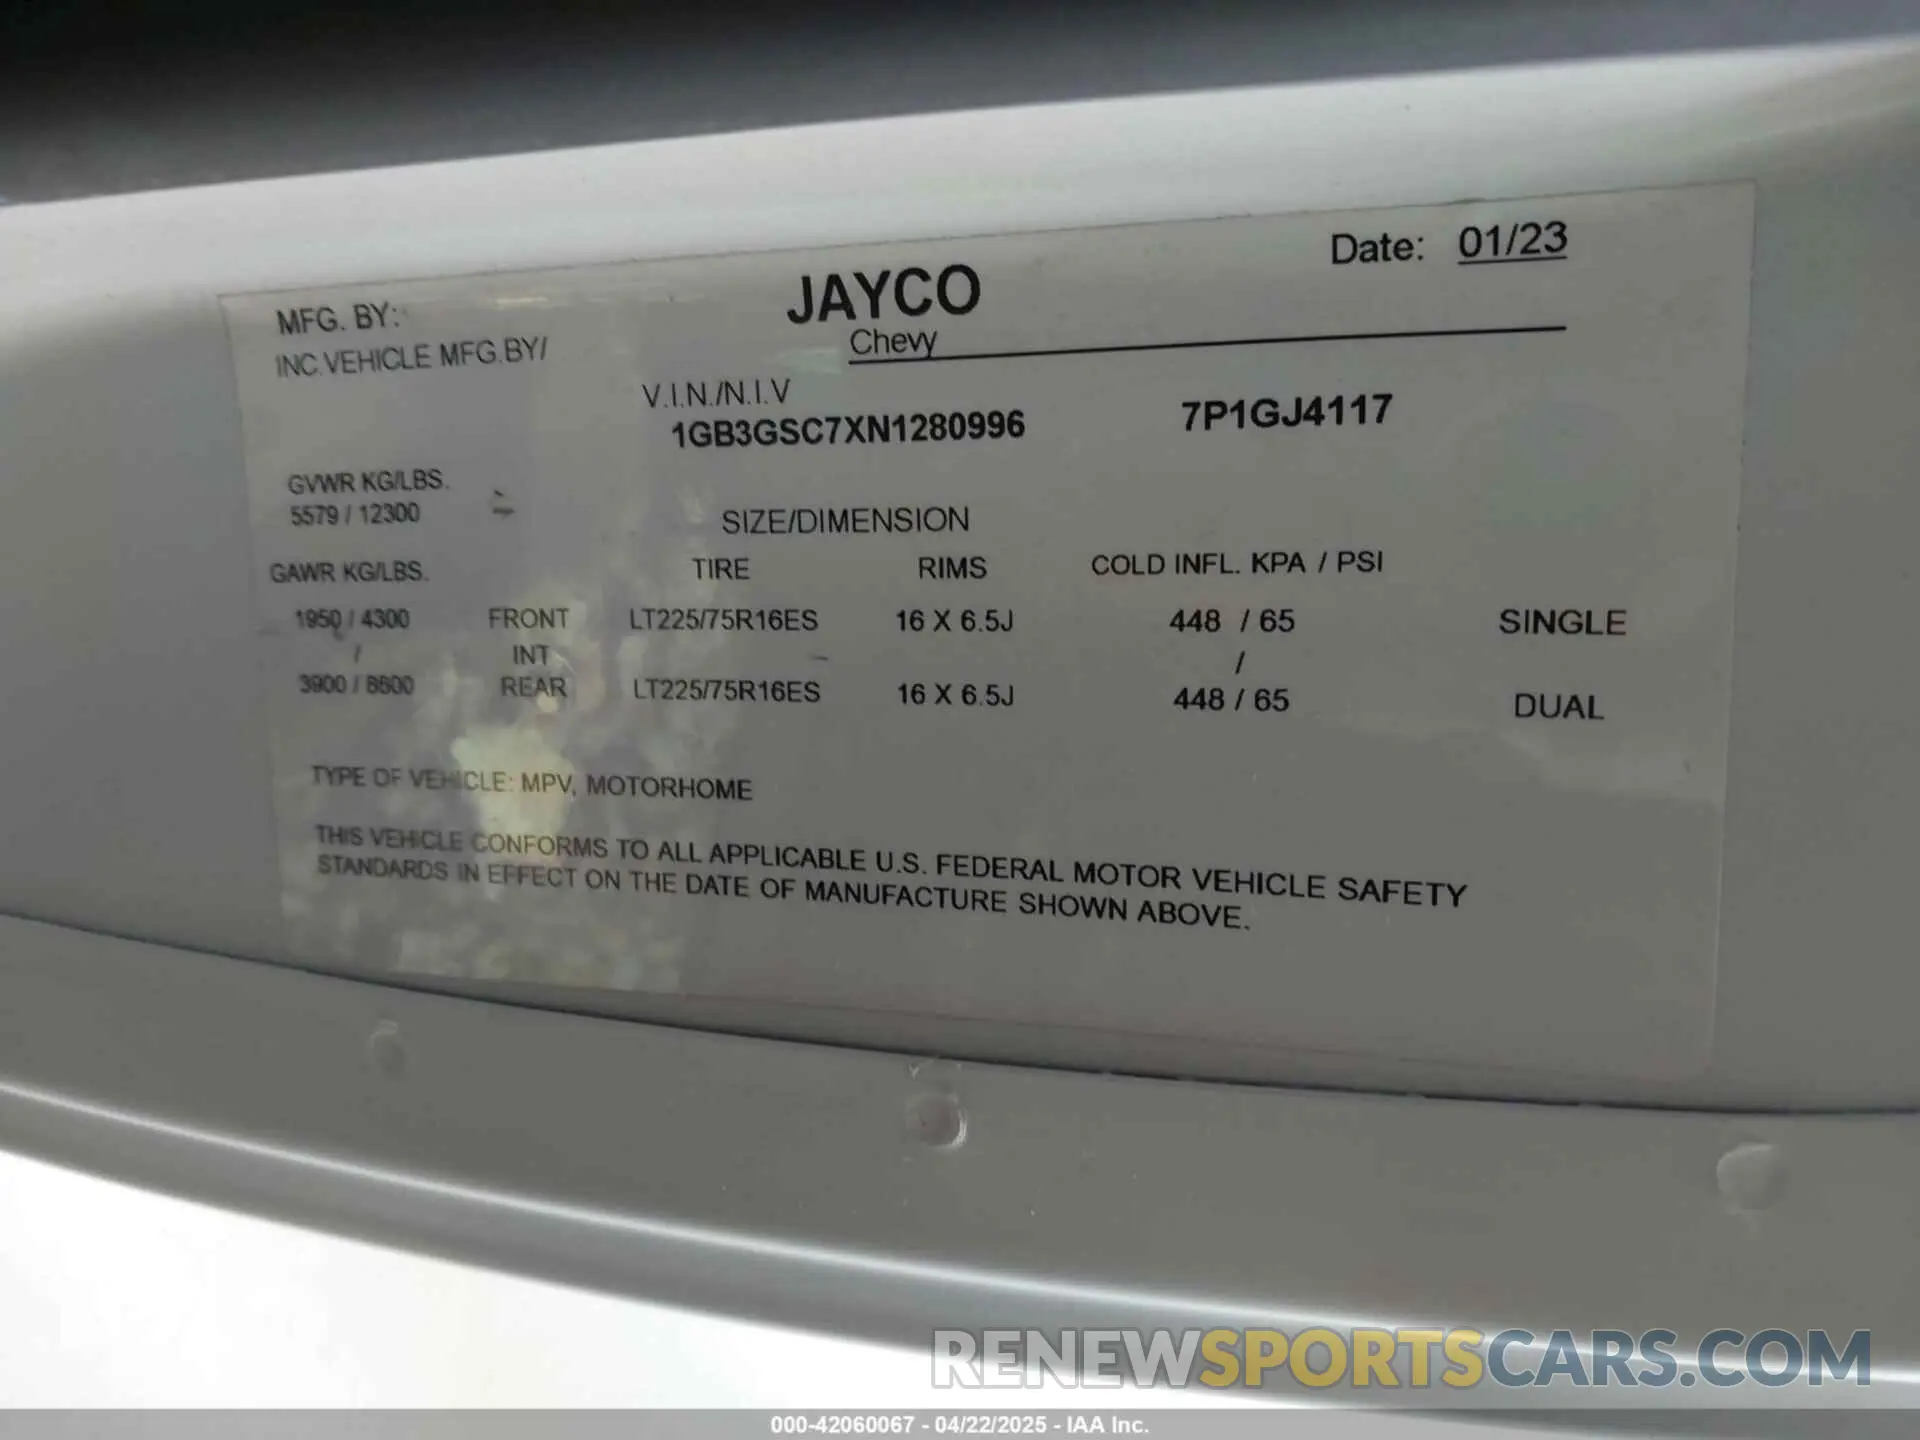 Date: 01/23
MFG. BY: JAYCO
INC.VEHICLE MFG.BY/ Chevy
V.I.N./N.I.V
1GB3GSC7XN1280996 7P1GJ4117
GVWR KG/LBS.
5579 / 12300
SIZE/DIMENSION
GAWR KG/LBS. TIRE RIMS COLD INFL. KPA / PSI
1950 / 4300 FRONT LT225/75R16ES 16 X 6.5J 448 / 65 SINGLE
/ INT /
3900 / 8600 REAR LT225/75R16ES 16 X 6.5J 448 / 65 DUAL
TYPE OF VEHICLE: MPV, MOTORHOME
THIS VEHICLE CONFORMS TO ALL APPLICABLE U.S. FEDERAL MOTOR VEHICLE SAFETY
STANDARDS IN EFFECT ON THE DATE OF MANUFACTURE SHOWN ABOVE.
RENEWSPORTSCARS.COM
000-42060067 - 04/22/2025 - IAA Inc.